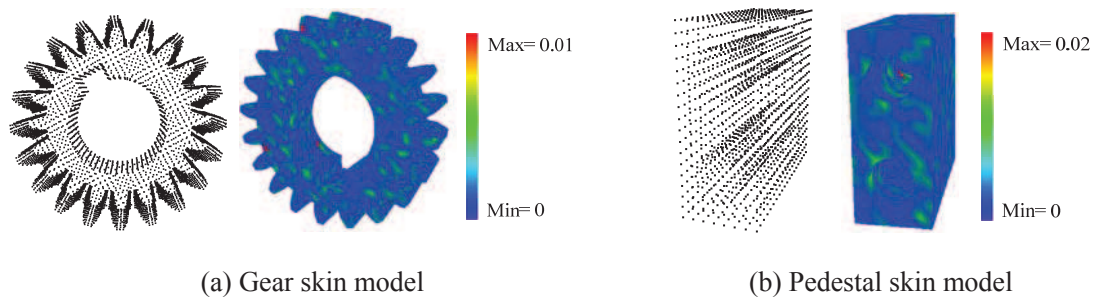 Max= 0.01
Min= 0
Max= 0.02
Min= 0
(a) Gear skin model
(b) Pedestal skin model